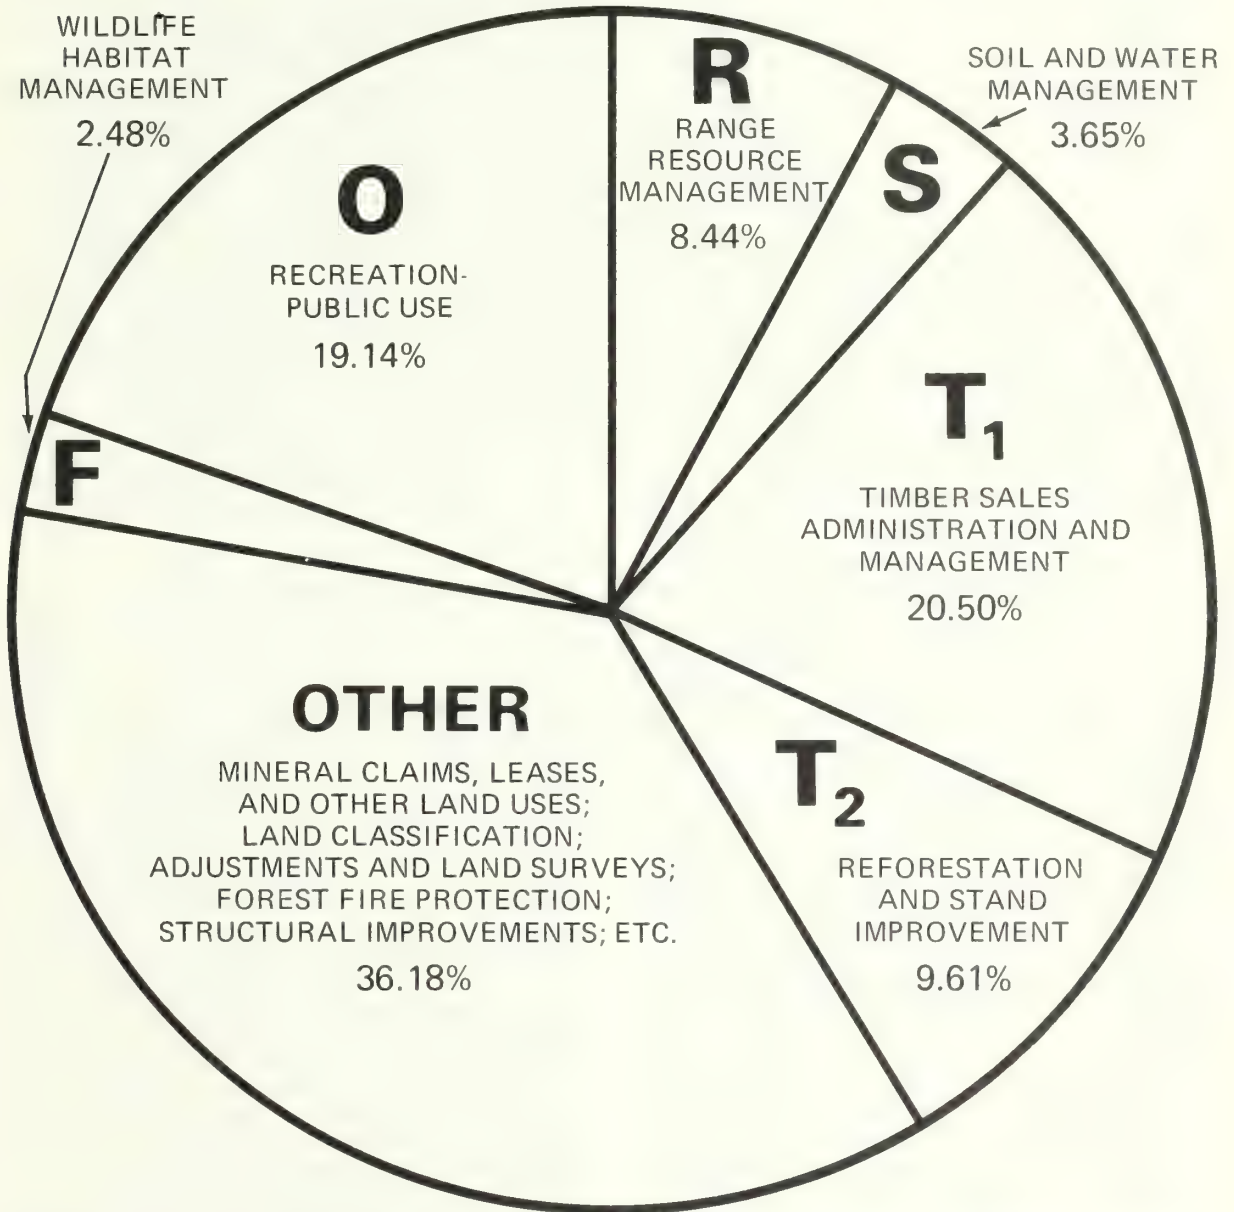 WILDLIFE
HABITAT
MANAGEMENT
2.48%
O
RECREATION-
PUBLIC USE
19.14%
R
RANGE
RESOURCE
MANAGEMENT
8.44%
SOIL AND WATER
MANAGEMENT
3.65%
S
T1
TIMBER SALES
ADMINISTRATION AND
MANAGEMENT
20.50%
F
OTHER
MINERAL CLAIMS, LEASES,
AND OTHER LAND USES;
LAND CLASSIFICATION;
ADJUSTMENTS AND LAND SURVEYS;
FOREST FIRE PROTECTION;
STRUCTURAL IMPROVEMENTS; ETC.
36.18%
T2
REFORESTATION
AND STAND
IMPROVEMENT
9.61%